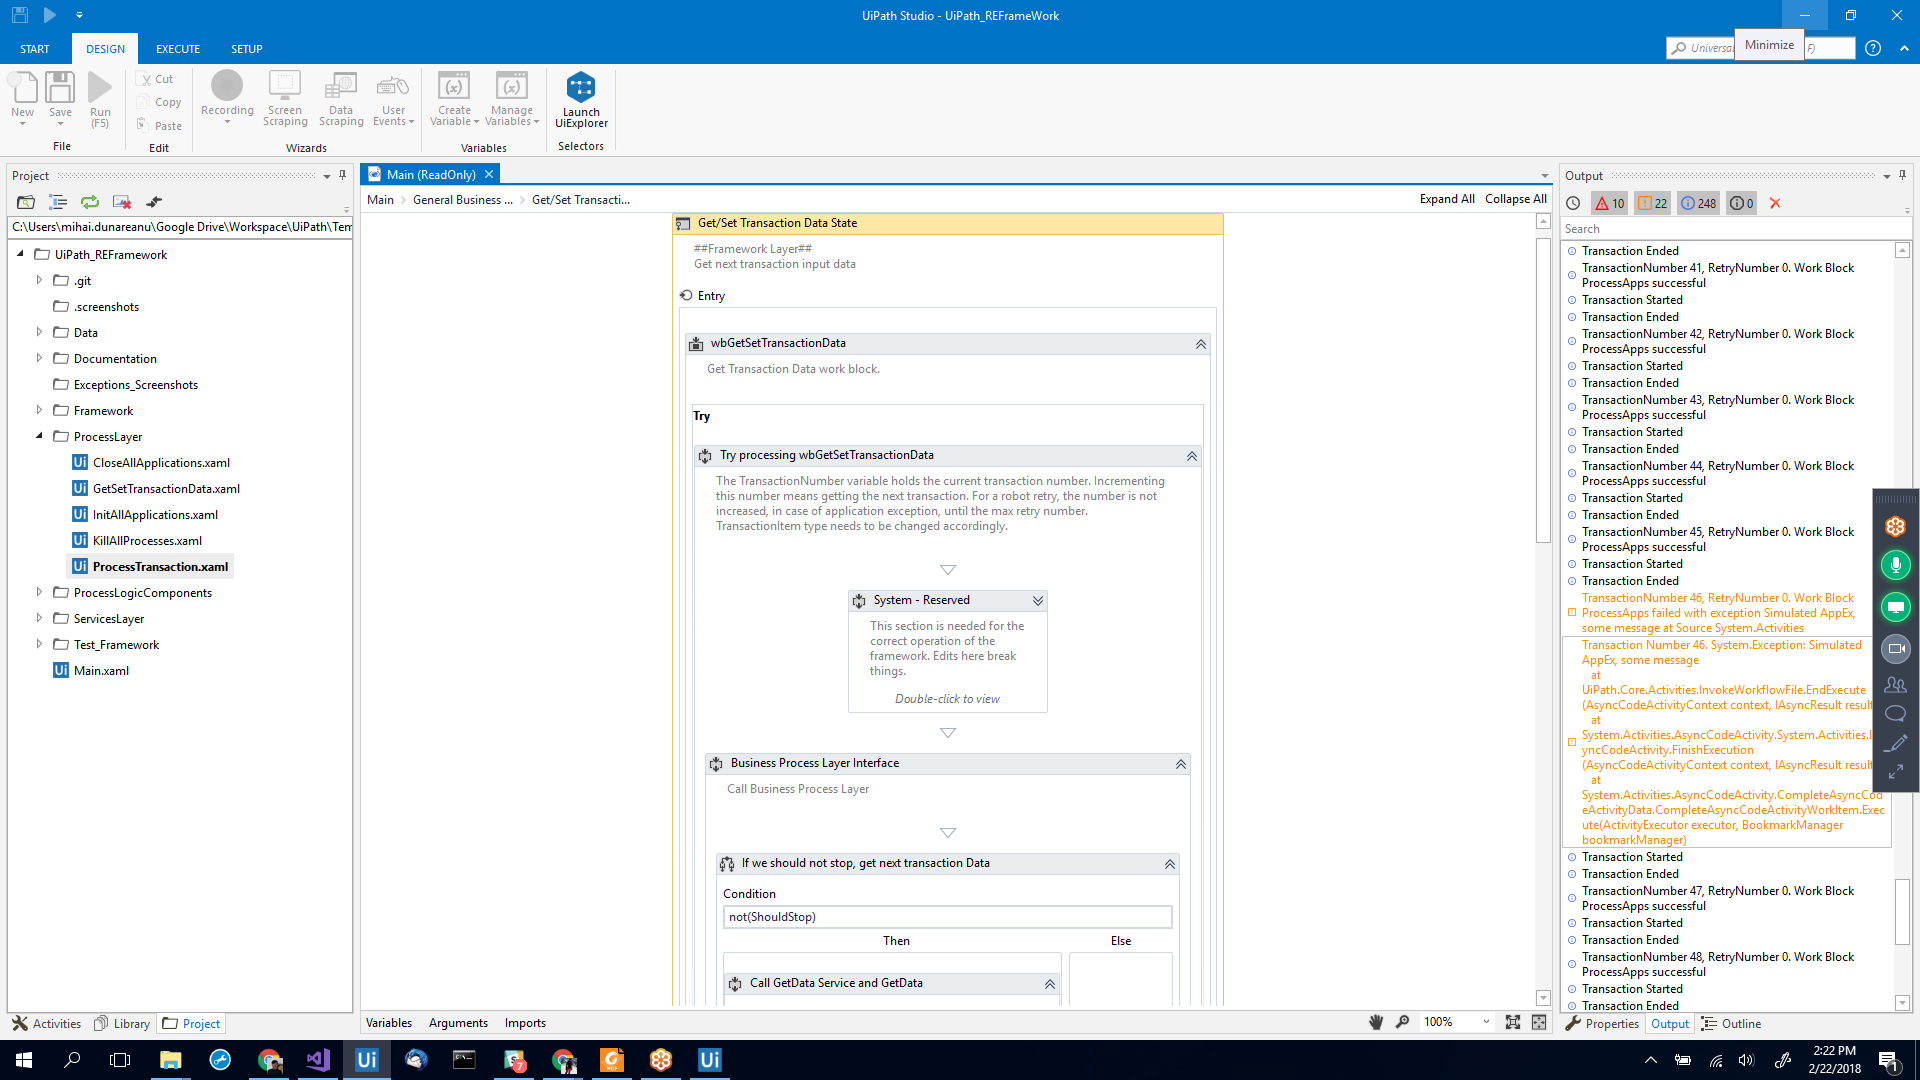 UiPath Studio - UiPath_REFrameWork
START
DESIGN
EXECUTE
SETUP
Universa
F)
Minimize
New
Save
Run
(F5)
File
Cut
Copy
Paste
Edit
Recording
Screen
Scraping
Data
Scraping
User
Events
Wizards
Create
Variable
Manage
Variables
Variables
Launch
UiExplorer
Selectors
Project
C:\Users\mihai.dunareanu\Google Drive\Workspace\UiPath\Tem
UiPath_REFramework
.git
.screenshots
Data
Documentation
Exceptions_Screenshots
Framework
ProcessLayer
Ui CloseAllApplications.xaml
Ui GetSetTransactionData.xaml
Ui InitAllApplications.xaml
Ui KillAllProcesses.xaml
Ui ProcessTransaction.xaml
ProcessLogicComponents
ServicesLayer
Test_Framework
Ui Main.xaml
Activities
Library
Project
Main (ReadOnly)
Main
General Business ...
Get/Set Transacti...
Expand All
Collapse All
Get/Set Transaction Data State
##Framework Layer##
Get next transaction input data
Entry
wbGetSetTransactionData
Get Transaction Data work block.
Try
Try processing wbGetSetTransactionData
The TransactionNumber variable holds the current transaction number. Incrementing
this number means getting the next transaction. For a robot retry, the number is not
increased, in case of application exception, until the max retry number.
TransactionItem type needs to be changed accordingly.
System - Reserved
This section is needed for the
correct operation of the
framework. Edits here break
things.
Double-click to view
Business Process Layer Interface
Call Business Process Layer
If we should not stop, get next transaction Data
Condition
not(ShouldStop)
Then
Else
Call GetData Service and GetData
Variables
Arguments
Imports
100%
Output
10
22
248
0
Search
Transaction Ended
TransactionNumber 41, RetryNumber 0. Work Block
ProcessApps successful
Transaction Started
Transaction Ended
TransactionNumber 42, RetryNumber 0. Work Block
ProcessApps successful
Transaction Started
Transaction Ended
TransactionNumber 43, RetryNumber 0. Work Block
ProcessApps successful
Transaction Started
Transaction Ended
TransactionNumber 44, RetryNumber 0. Work Block
ProcessApps successful
Transaction Started
Transaction Ended
TransactionNumber 45, RetryNumber 0. Work Block
ProcessApps successful
Transaction Started
Transaction Ended
TransactionNumber 46, RetryNumber 0. Work Block
ProcessApps failed with exception Simulated AppEx,
some message at Source System.Activities
Transaction Number 46. System.Exception: Simulated
AppEx, some message
at
UiPath.Core.Activities.InvokeWorkflowFile.EndExecute
(AsyncCodeActivityContext context, IAsyncResult result
at
System.Activities.AsyncCodeActivity.System.Activities.I
yncCodeActivity.FinishExecution
(AsyncCodeActivityContext context, IAsyncResult result
at
System.Activities.AsyncCodeActivity.CompleteAsyncCod
eActivityData.CompleteAsyncCodeActivityWorkItem.Exec
ute(ActivityExecutor executor, BookmarkManager
bookmarkManager)
Transaction Started
Transaction Ended
TransactionNumber 47, RetryNumber 0. Work Block
ProcessApps successful
Transaction Started
Transaction Ended
TransactionNumber 48, RetryNumber 0. Work Block
ProcessApps successful
Transaction Started
Transaction Ended
Properties
Output
Outline
Ui
7
PDF
Ui
2:22 PM
2/22/2018
1